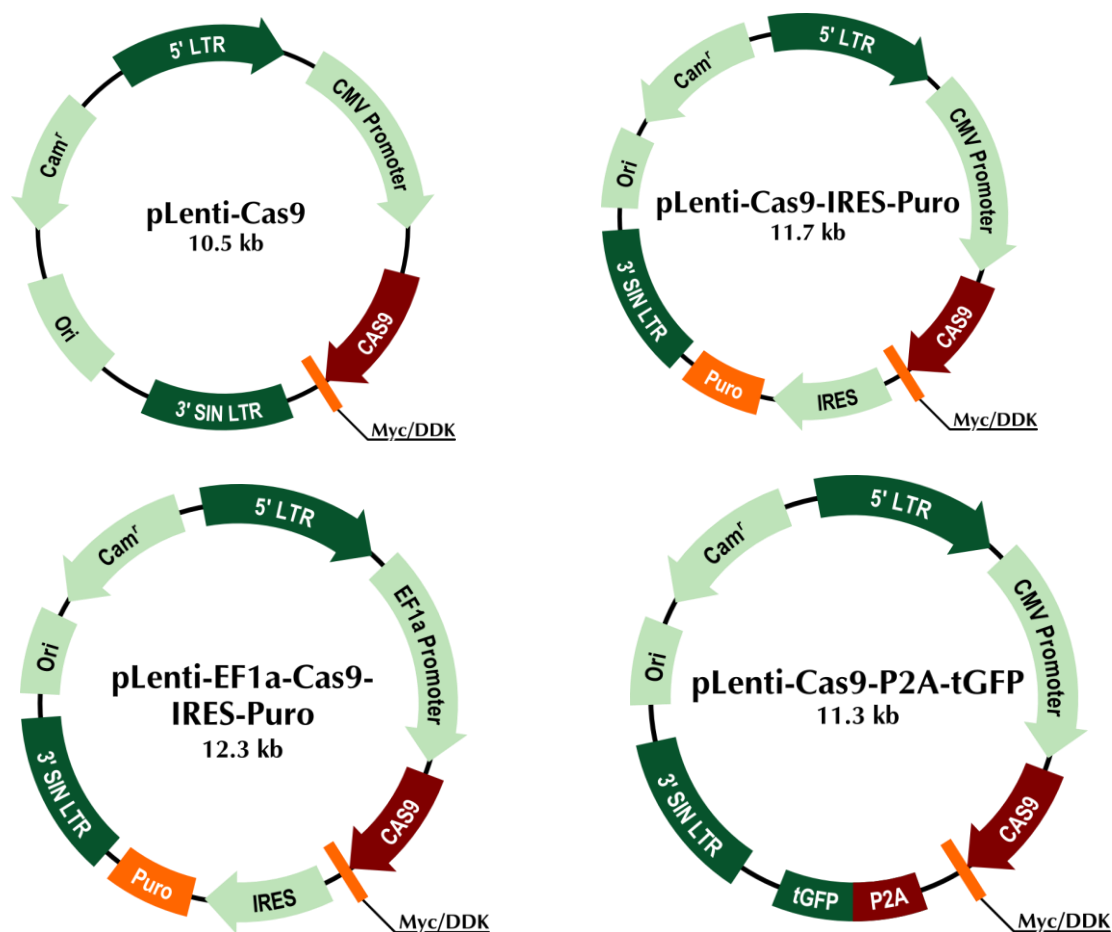 5' LTR
CMV Promoter
CAS9
Myc/DDK
3' SIN LTR
Ori
Camʳ
pLenti-Cas9
10.5 kb
5' LTR
CMV Promoter
CAS9
Myc/DDK
IRES
Puro
3' SIN LTR
Ori
Camʳ
pLenti-Cas9-IRES-Puro
11.7 kb
5' LTR
EF1a Promoter
CAS9
Myc/DDK
IRES
Puro
3' SIN LTR
Ori
Camʳ
pLenti-EF1a-Cas9-
IRES-Puro
12.3 kb
5' LTR
CMV Promoter
CAS9
Myc/DDK
P2A
tGFP
3' SIN LTR
Ori
Camʳ
pLenti-Cas9-P2A-tGFP
11.3 kb